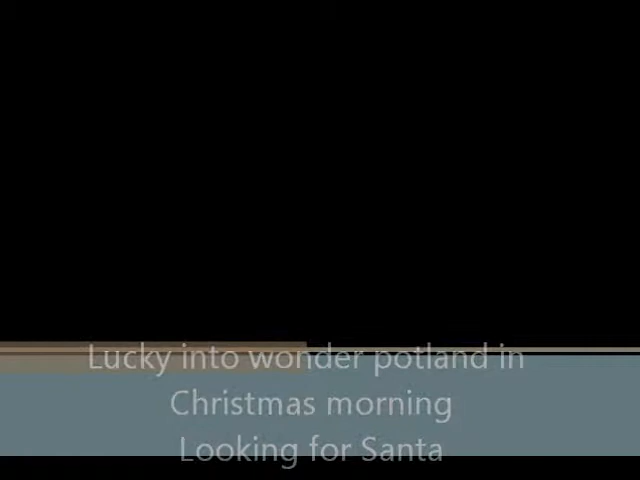 Lucky into wonder potland in
Christmas morning
Looking for Santa